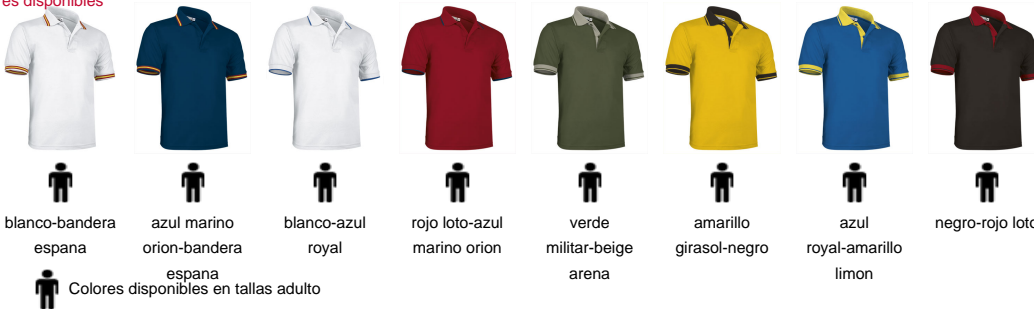 es disponibles
blanco-bandera
espana
azul marino
orion-bandera
espana
blanco-azul
royal
rojo loto-azul
marino orion
verde
militar-beige
arena
amarillo
girasol-negro
azul
royal-amarillo
limon
negro-rojo loto
Colores disponibles en tallas adulto